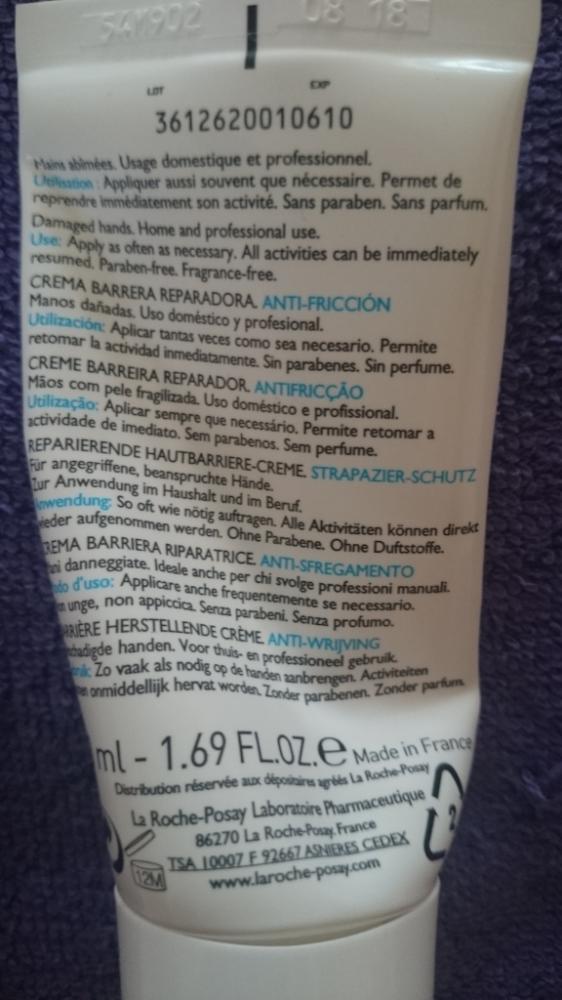 54M902 08 18
LOT EXP
3612620010610
Mains abîmées. Usage domestique et professionnel.
Utilisation : Appliquer aussi souvent que nécessaire. Permet de
reprendre immédiatement son activité. Sans paraben. Sans parfum.
Damaged hands. Home and professional use.
Use: Apply as often as necessary. All activities can be immediately
resumed. Paraben-free. Fragrance-free.
CREMA BARRERA REPARADORA. ANTI-FRICCIÓN
Manos dañadas. Uso doméstico y profesional.
Utilización: Aplicar tantas veces como sea necesario. Permite
retomar la actividad inmediatamente. Sin parabenes. Sin perfume.
CREME BARREIRA REPARADOR. ANTIFRICÇÃO
Mãos com pele fragilizada. Uso doméstico e profissional.
Utilização: Aplicar sempre que necessário. Permite retomar a
actividade de imediato. Sem parabenos. Sem perfume.
REPARIERENDE HAUTBARRIERE-CREME. STRAPAZIER-SCHUTZ
Für angegriffene, beanspruchte Hände.
Zur Anwendung im Haushalt und im Beruf.
nwendung: So oft wie nötig auftragen. Alle Aktivitäten können direkt
ieder aufgenommen werden. Ohne Parabene. Ohne Duftstoffe.
REMA BARRIERA RIPARATRICE. ANTI-SFREGAMENTO
ni danneggiate. Ideale anche per chi svolge professioni manuali.
do d'uso: Applicare anche frequentemente se necessario.
n unge, non appiccica. Senza parabeni. Senza profumo.
RRIÈRE HERSTELLENDE CRÈME. ANTI-WRIJVING
hadigde handen. Voor thuis- en professioneel gebruik.
Zo vaak als nodig op de handen aanbrengen. Activiteiten
onmiddellijk hervat worden. Zonder parabenen. Zonder parfum.
ml - 1.69 FL.OZ.e Made in France
Distribution réservée aux dépositaires agréés La Roche-Posay
La Roche-Posay Laboratoire Pharmaceutique
86270 La Roche-Posay, France
TSA 10007 F 92667 ASNIERES CEDEX
www.laroche-posay.com
12M
2